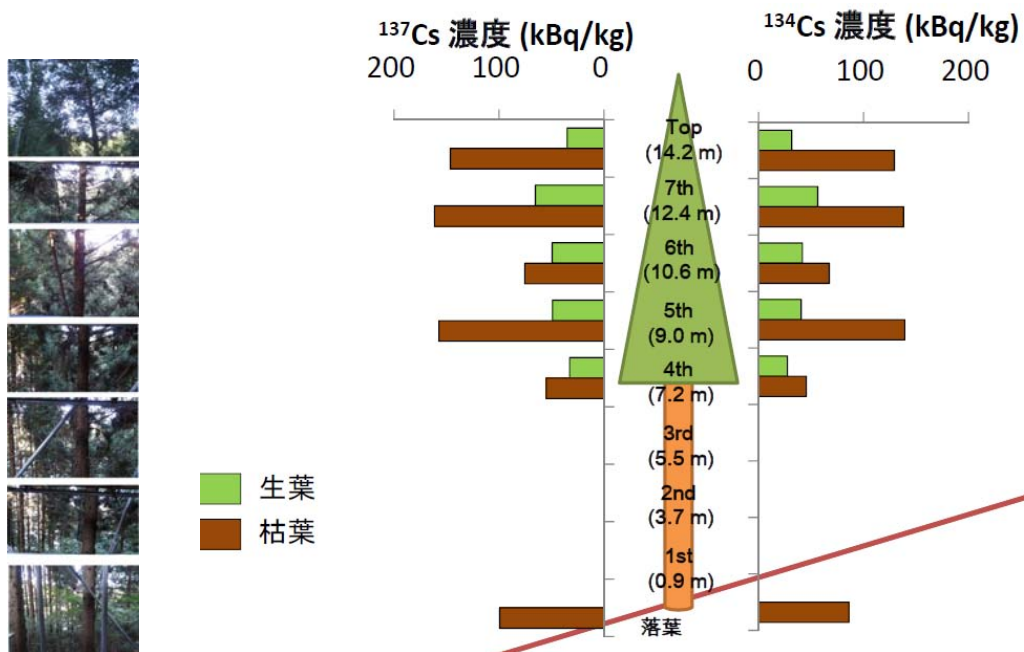 ¹³⁷Cs 濃度 (kBq/kg)
¹³⁴Cs 濃度 (kBq/kg)
200 100 0
0 100 200
Top
(14.2 m)
7th
(12.4 m)
6th
(10.6 m)
5th
(9.0 m)
4th
(7.2 m)
3rd
(5.5 m)
2nd
(3.7 m)
1st
(0.9 m)
落葉
生葉
枯葉